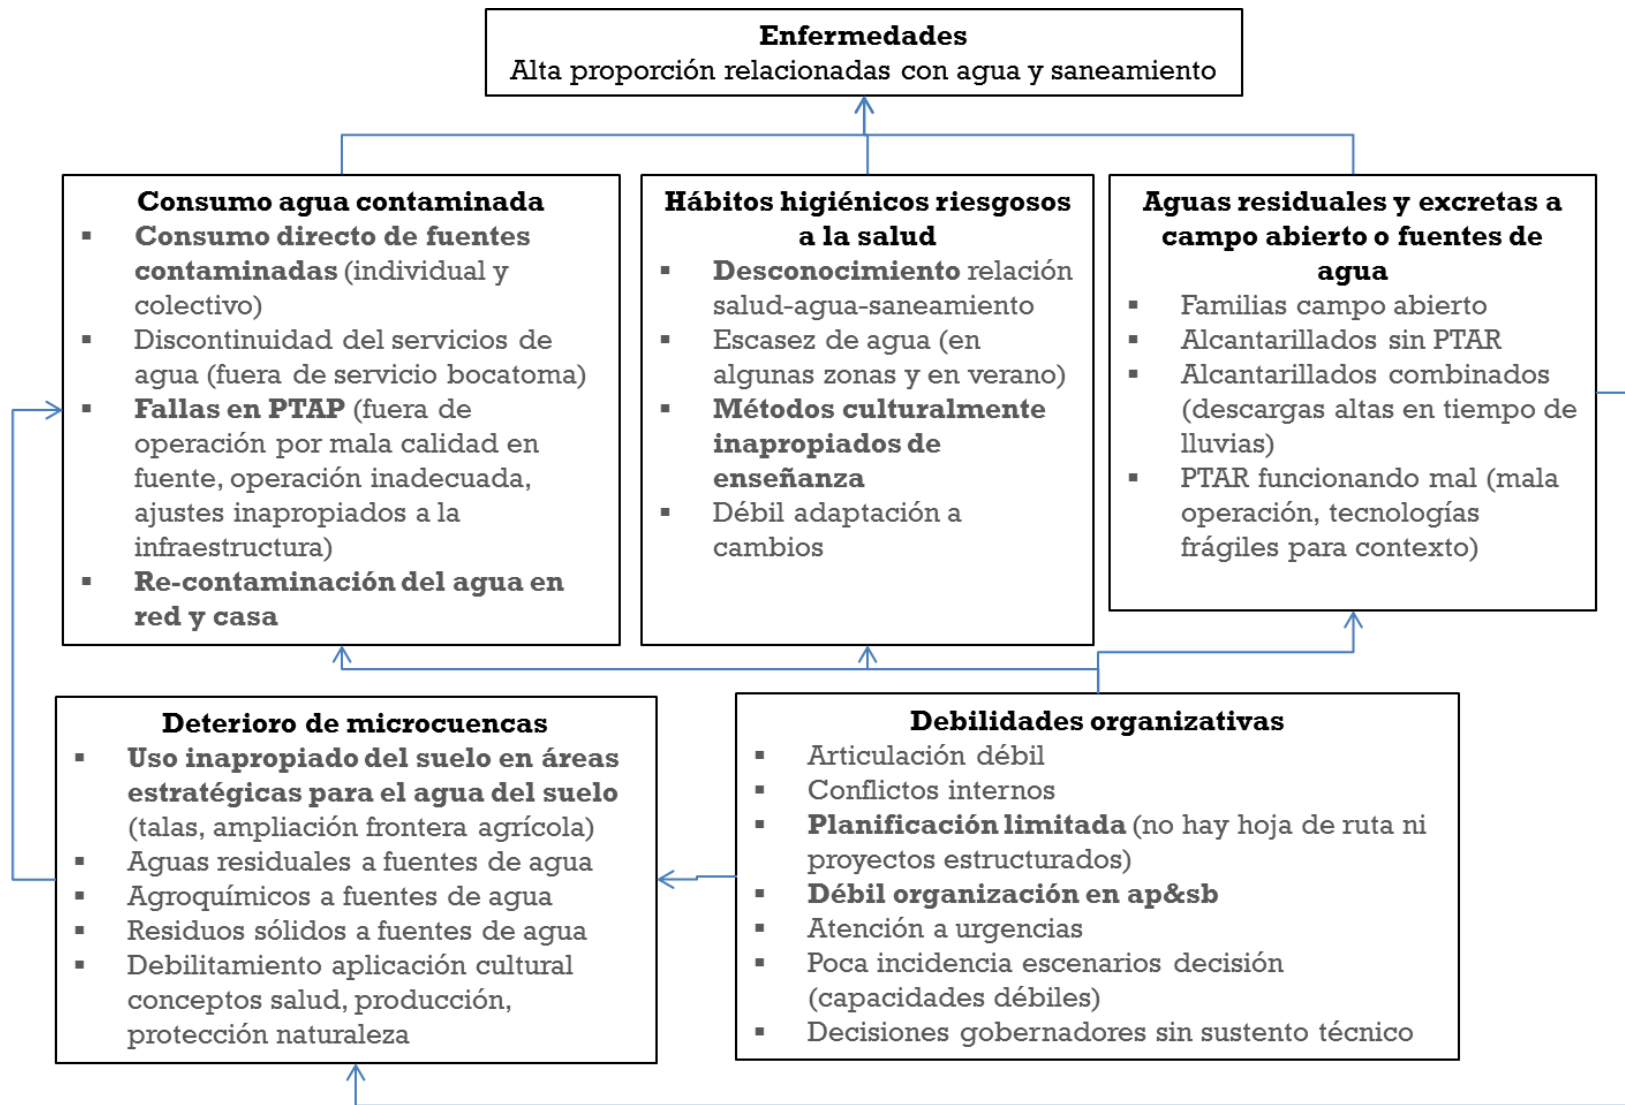 Enfermedades
Alta proporción relacionadas con agua y saneamiento
Consumo agua contaminada
▪ Consumo directo de fuentes
contaminadas (individual y
colectivo)
▪ Discontinuidad del servicios de
agua (fuera de servicio bocatoma)
▪ Fallas en PTAP (fuera de
operación por mala calidad en
fuente, operación inadecuada,
ajustes inapropiados a la
infraestructura)
▪ Re-contaminación del agua en
red y casa
Hábitos higiénicos riesgosos
a la salud
▪ Desconocimiento relación
salud-agua-saneamiento
▪ Escasez de agua (en
algunas zonas y en verano)
▪ Métodos culturalmente
inapropiados de
enseñanza
▪ Débil adaptación a
cambios
Aguas residuales y excretas a
campo abierto o fuentes de
agua
▪ Familias campo abierto
▪ Alcantarillados sin PTAR
▪ Alcantarillados combinados
(descargas altas en tiempo de
lluvias)
▪ PTAR funcionando mal (mala
operación, tecnologías
frágiles para contexto)
Deterioro de microcuencas
▪ Uso inapropiado del suelo en áreas
estratégicas para el agua del suelo
(talas, ampliación frontera agrícola)
▪ Aguas residuales a fuentes de agua
▪ Agroquímicos a fuentes de agua
▪ Residuos sólidos a fuentes de agua
▪ Debilitamiento aplicación cultural
conceptos salud, producción,
protección naturaleza
Debilidades organizativas
▪ Articulación débil
▪ Conflictos internos
▪ Planificación limitada (no hay hoja de ruta ni
proyectos estructurados)
▪ Débil organización en ap&sb
▪ Atención a urgencias
▪ Poca incidencia escenarios decisión
(capacidades débiles)
▪ Decisiones gobernadores sin sustento técnico